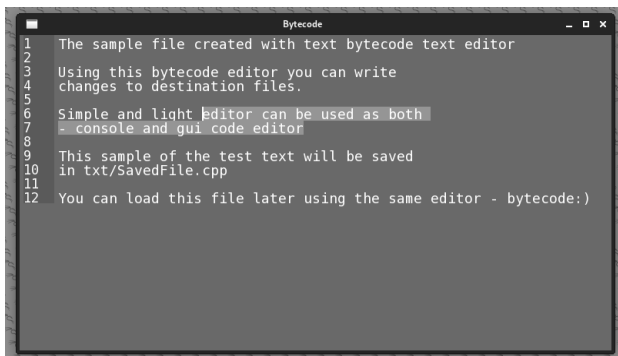 Bytecode
1 The sample file created with text bytecode text editor
2
3 Using this bytecode editor you can write
4 changes to destination files.
5
6 Simple and light editor can be used as both
7 - console and gui code editor
8
9 This sample of the test text will be saved
10 in txt/SavedFile.cpp
11
12 You can load this file later using the same editor - bytecode:)